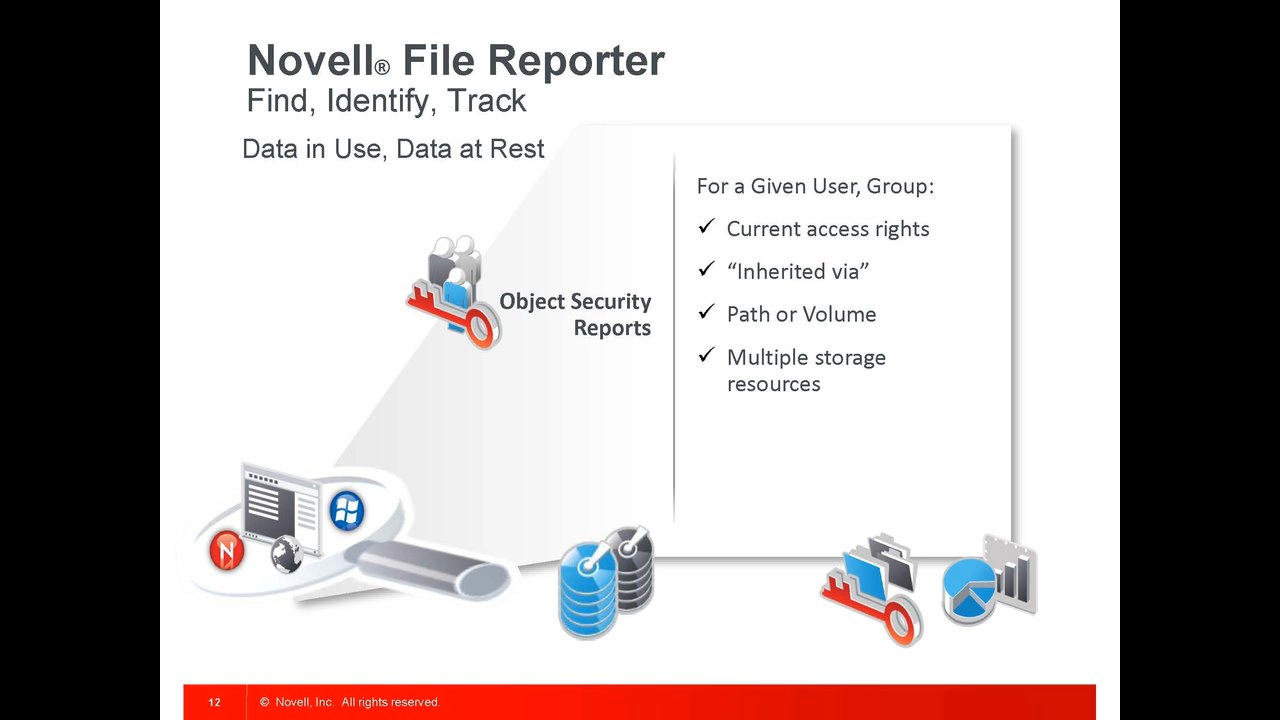 Novell® File Reporter
Find, Identify, Track
Data in Use, Data at Rest
Object Security
Reports
For a Given User, Group:
✓ Current access rights
✓ “Inherited via”
✓ Path or Volume
✓ Multiple storage
resources
N
12
© Novell, Inc. All rights reserved.